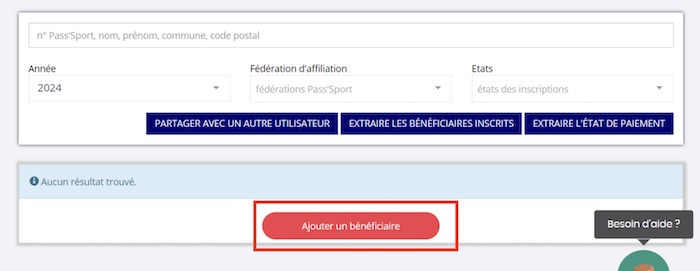 n° Pass'Sport, nom, prénom, commune, code postal
Année Fédération d'affiliation Etats
2024 fédérations Pass'Sport états des inscriptions
PARTAGER AVEC UN AUTRE UTILISATEUR EXTRAIRE LES BÉNÉFICIAIRES INSCRITS EXTRAIRE L'ÉTAT DE PAIEMENT
Aucun résultat trouvé.
Ajouter un bénéficiaire
Besoin d'aide ?